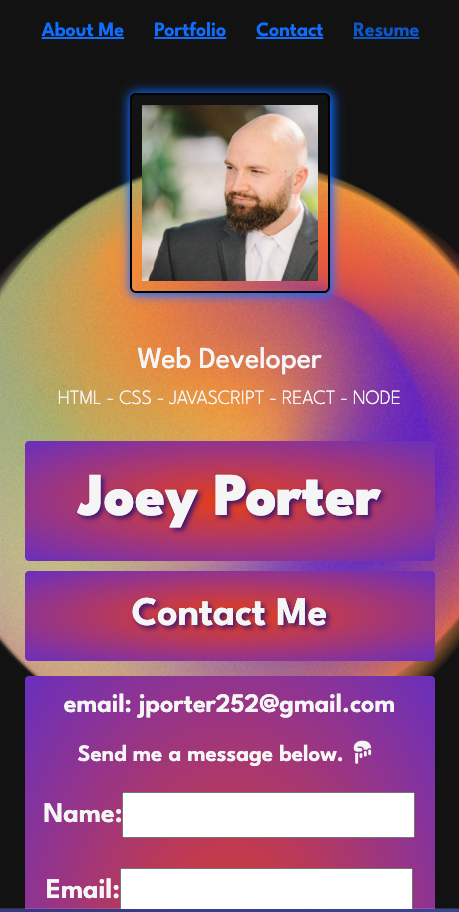 About Me Portfolio Contact Resume
Web Developer
HTML - CSS - JAVASCRIPT - REACT - NODE
Joey Porter
Contact Me
email: jporter252@gmail.com
Send me a message below.
Name:
Email: